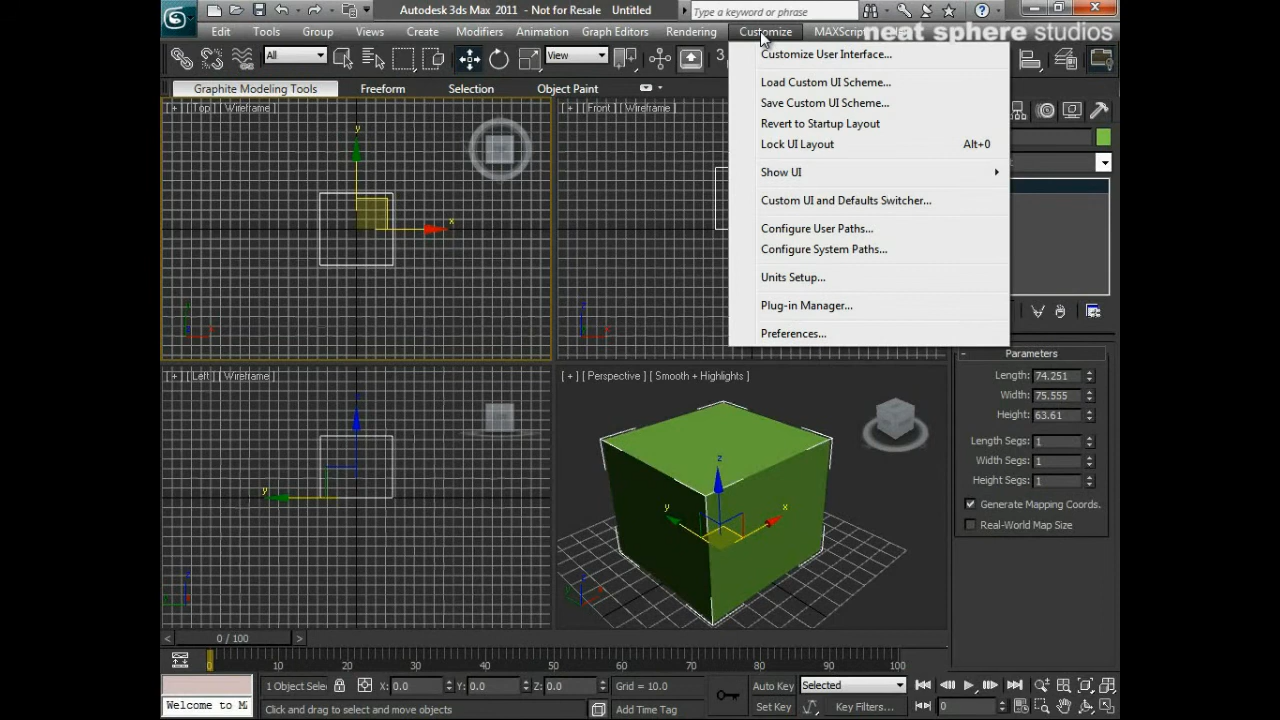 Autodesk 3ds Max 2011 - Not for Resale Untitled
Type a keyword or phrase
Edit Tools Group Views Create Modifiers Animation Graph Editors Rendering Customize MAXScript
neat sphere studios
All
View
3
Graphite Modeling Tools Freeform Selection Object Paint
Customize User Interface...
Load Custom UI Scheme...
Save Custom UI Scheme...
Revert to Startup Layout
Lock UI Layout Alt+0
Show UI
Custom UI and Defaults Switcher...
Configure User Paths...
Configure System Paths...
Units Setup...
Plug-in Manager...
Preferences...
[ + ] [ Top ] [ Wireframe ]
[ + ] [ Front ] [ Wireframe ]
y
x
Parameters
Length: 74.251
Width: 75.555
Height: 63.61
Length Segs: 1
Width Segs: 1
Height Segs: 1
Generate Mapping Coords.
Real-World Map Size
[ + ] [ Left ] [ Wireframe ]
[ + ] [ Perspective ] [ Smooth + Highlights ]
y
z
y
x
< 0 / 100 >
0 10 20 30 40 50 60 70 80 90 100
1 Object Sele X: 0.0 Y: 0.0 Z: 0.0 Grid = 10.0 Auto Key Selected
Welcome to M Click and drag to select and move objects Add Time Tag Set Key Key Filters... 0